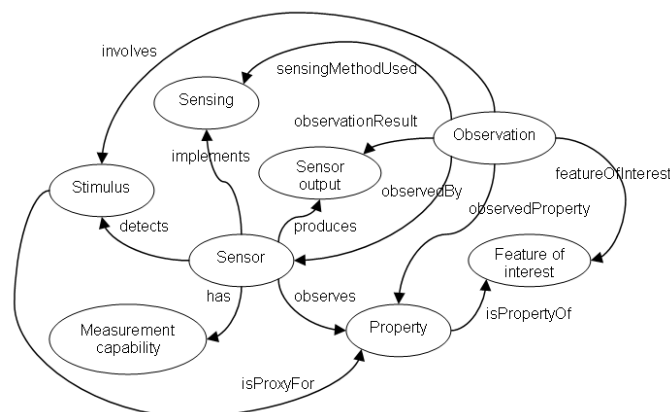 involves
sensingMethodUsed
Sensing
observationResult
Observation
implements
Sensor
output
featureOfInterest
Stimulus
observedBy
observedProperty
detects
produces
Sensor
Feature of
interest
has
observes
Measurement
capability
Property
isPropertyOf
isProxyFor